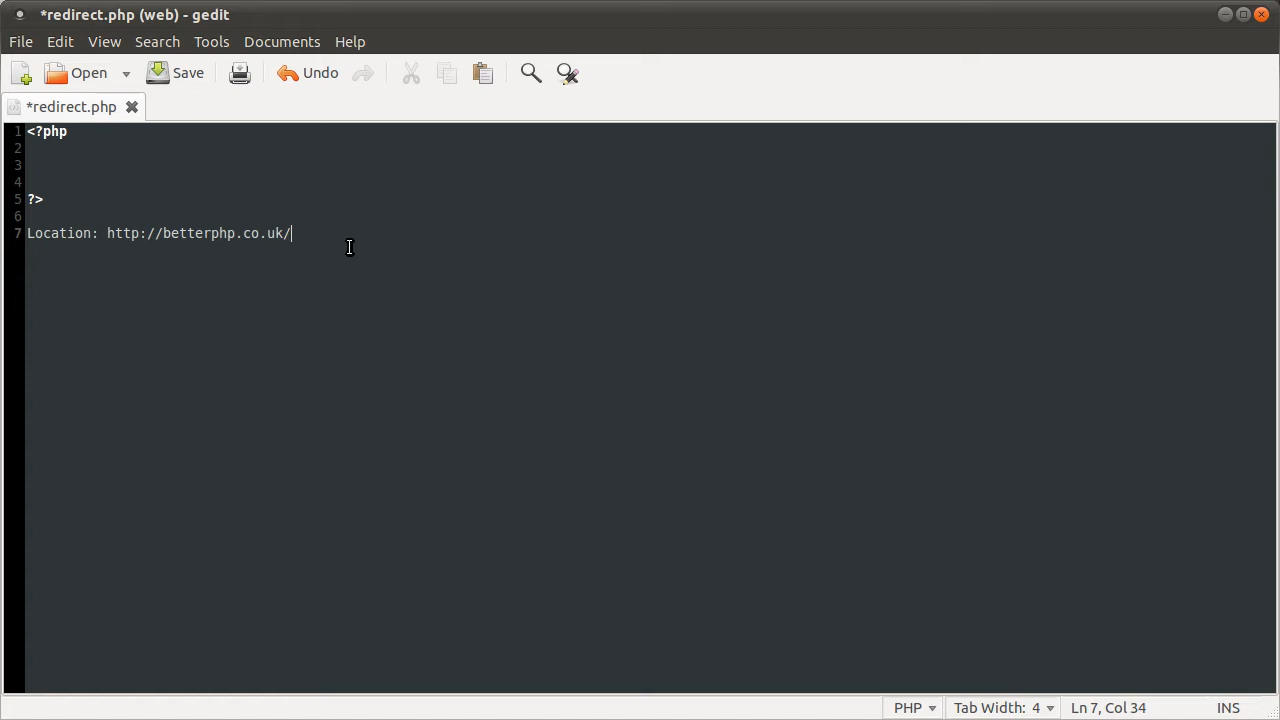 *redirect.php (web) - gedit
File Edit View Search Tools Documents Help
Open Save Undo
*redirect.php
1 <?php
2
3
4
5 ?>
6
7 Location: http://betterphp.co.uk/
PHP Tab Width: 4 Ln 7, Col 34 INS